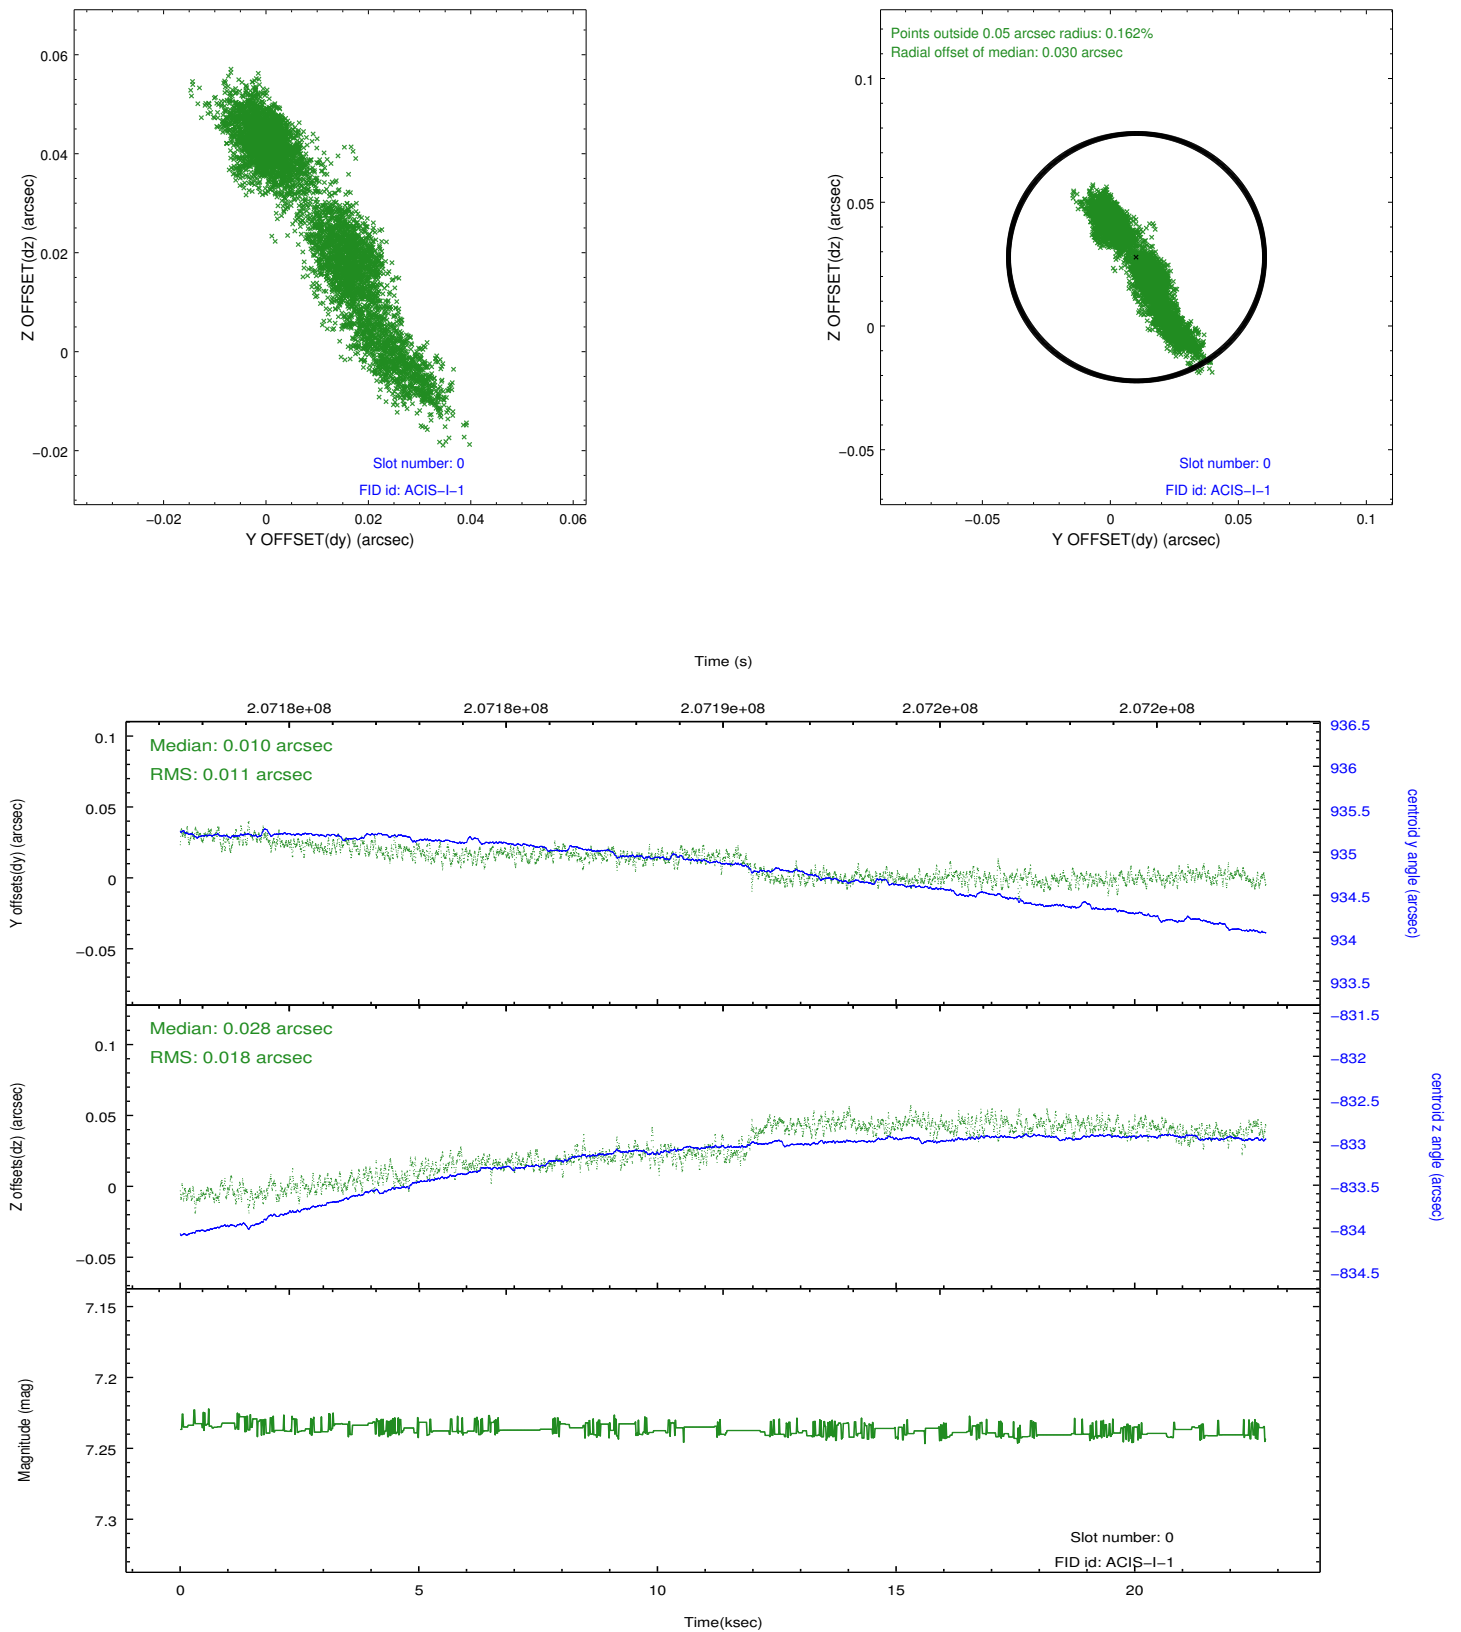 0.06
0.04
0.02
0
−0.02
Z OFFSET(dz) (arcsec)
Slot number: 0
FID id: ACIS−I−1
−0.02 0 0.02 0.04 0.06
Y OFFSET(dy) (arcsec)
Points outside 0.05 arcsec radius: 0.162%
Radial offset of median: 0.030 arcsec
0.1
0.05
0
−0.05
Z OFFSET(dz) (arcsec)
Slot number: 0
FID id: ACIS−I−1
−0.05 0 0.05 0.1
Y OFFSET(dy) (arcsec)
Time (s)
2.0718e+08 2.0718e+08 2.0719e+08 2.072e+08 2.072e+08
Median: 0.010 arcsec
RMS: 0.011 arcsec
0.1
0.05
0
−0.05
Y offsets(dy) (arcsec)
936.5
936
935.5
935
934.5
934
933.5
centroid y angle (arcsec)
Median: 0.028 arcsec
RMS: 0.018 arcsec
0.1
0.05
0
−0.05
Z offsets(dz) (arcsec)
−831.5
−832
−832.5
−833
−833.5
−834
−834.5
centroid z angle (arcsec)
7.15
7.2
7.25
7.3
Magnitude (mag)
Slot number: 0
FID id: ACIS−I−1
0 5 10 15 20
Time(ksec)